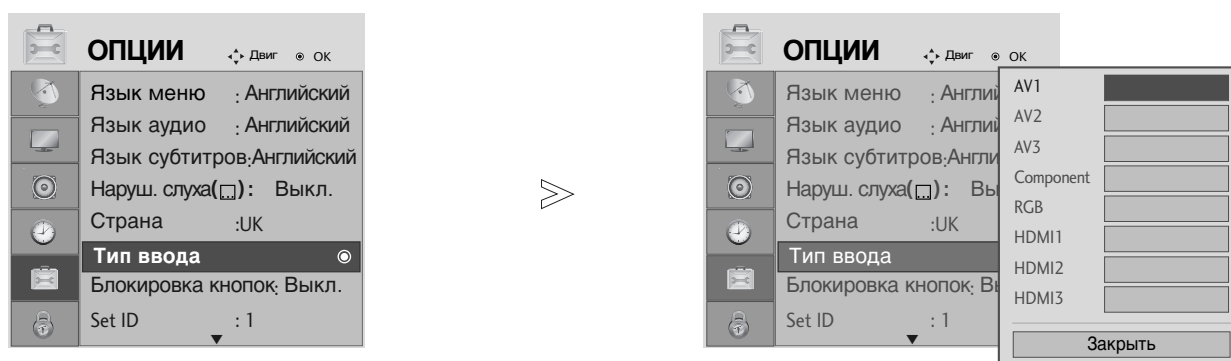 ОПЦИИ Двиг ОК
Язык меню : Английский
Язык аудио : Английский
Язык субтитров:Английский
Наруш. слуха( ): Выкл.
Страна :UK
Тип ввода
Блокировка кнопок: Выкл.
Set ID : 1
>
ОПЦИИ Двиг ОК
Язык меню : Англий
Язык аудио : Англий
Язык субтитров:Англи
Наруш. слуха( ): Вы
Страна :UK
Тип ввода
Блокировка кнопок: Вы
Set ID : 1
AV1
AV2
AV3
Component
RGB
HDMI1
HDMI2
HDMI3
Закрыть